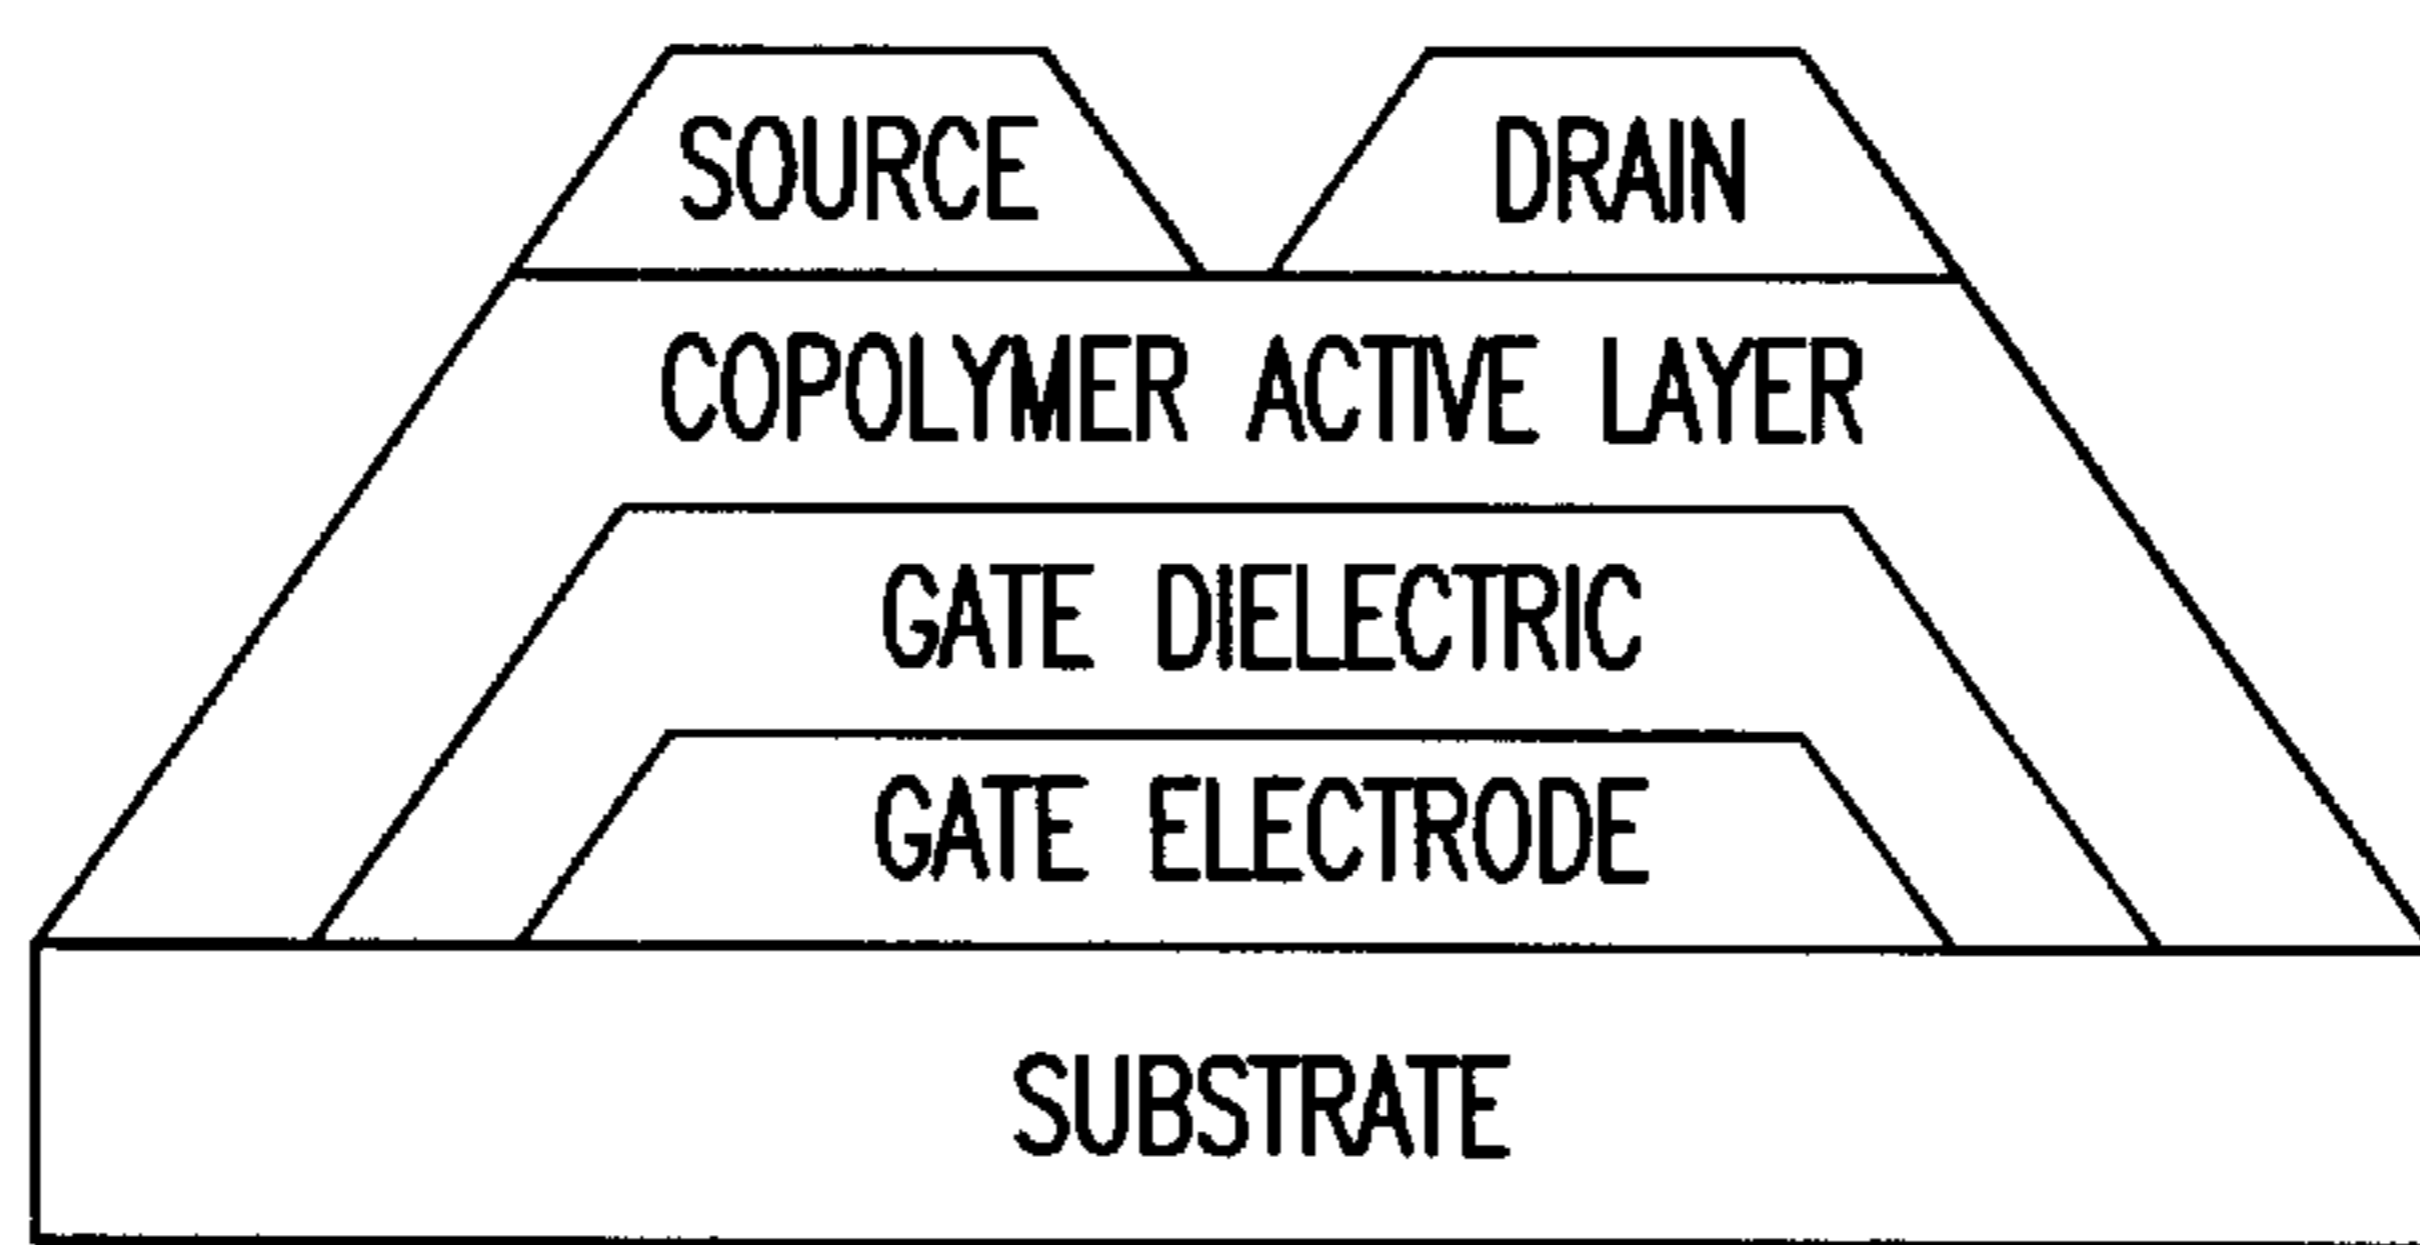 SOURCE DRAIN
COPOLYMER ACTIVE LAYER
GATE DIELECTRIC
GATE ELECTRODE
SUBSTRATE